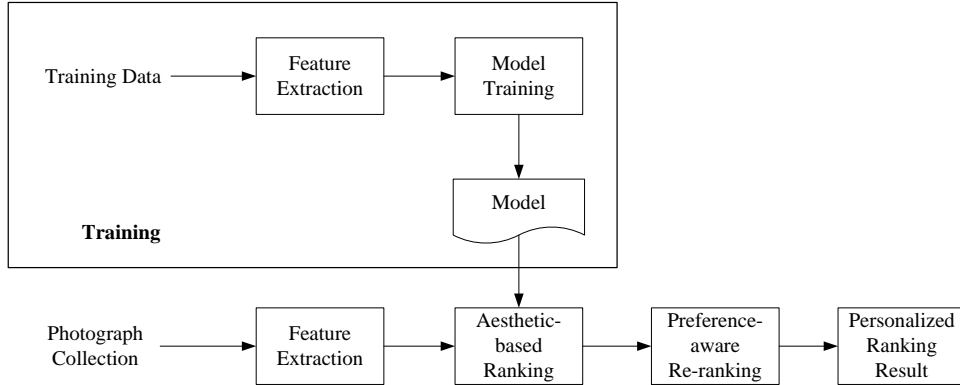 Training Data
Feature
Extraction
Model
Training
Model
Training
Photograph
Collection
Feature
Extraction
Aesthetic-
based
Ranking
Preference-
aware
Re-ranking
Personalized
Ranking
Result